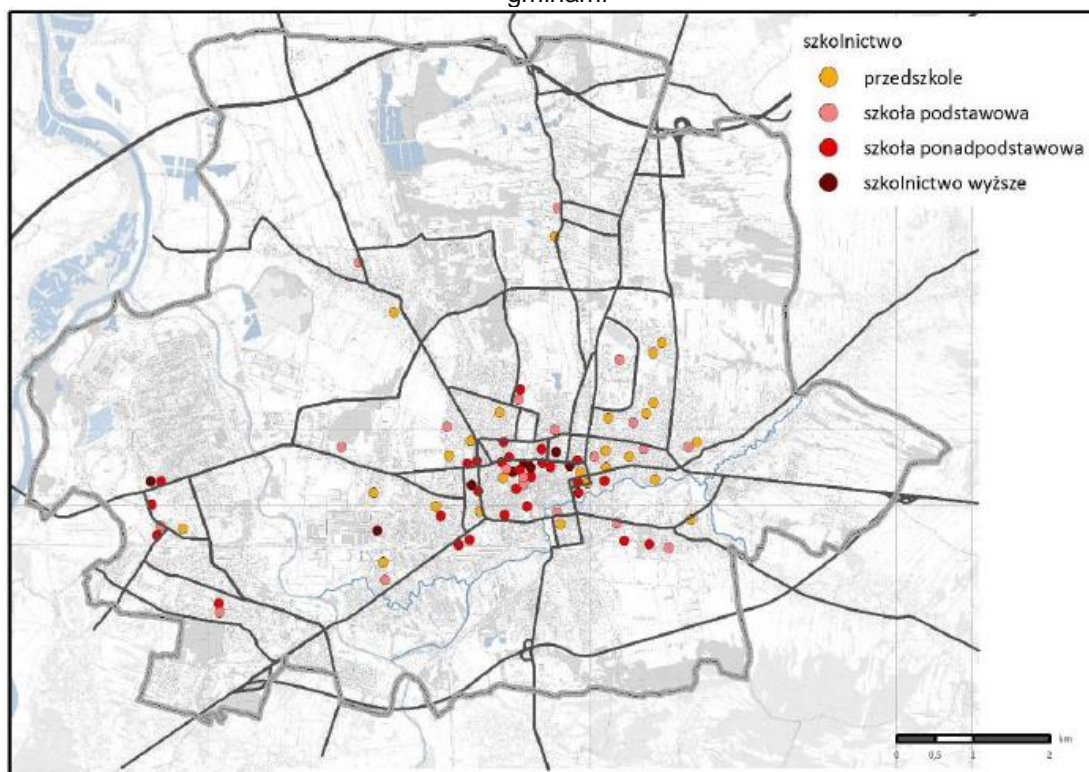 gminami
szkolnictwo
przedszkole
szkoła podstawowa
szkoła ponadpodstawowa
szkolnictwo wyższe
km
0 0,5 1 2